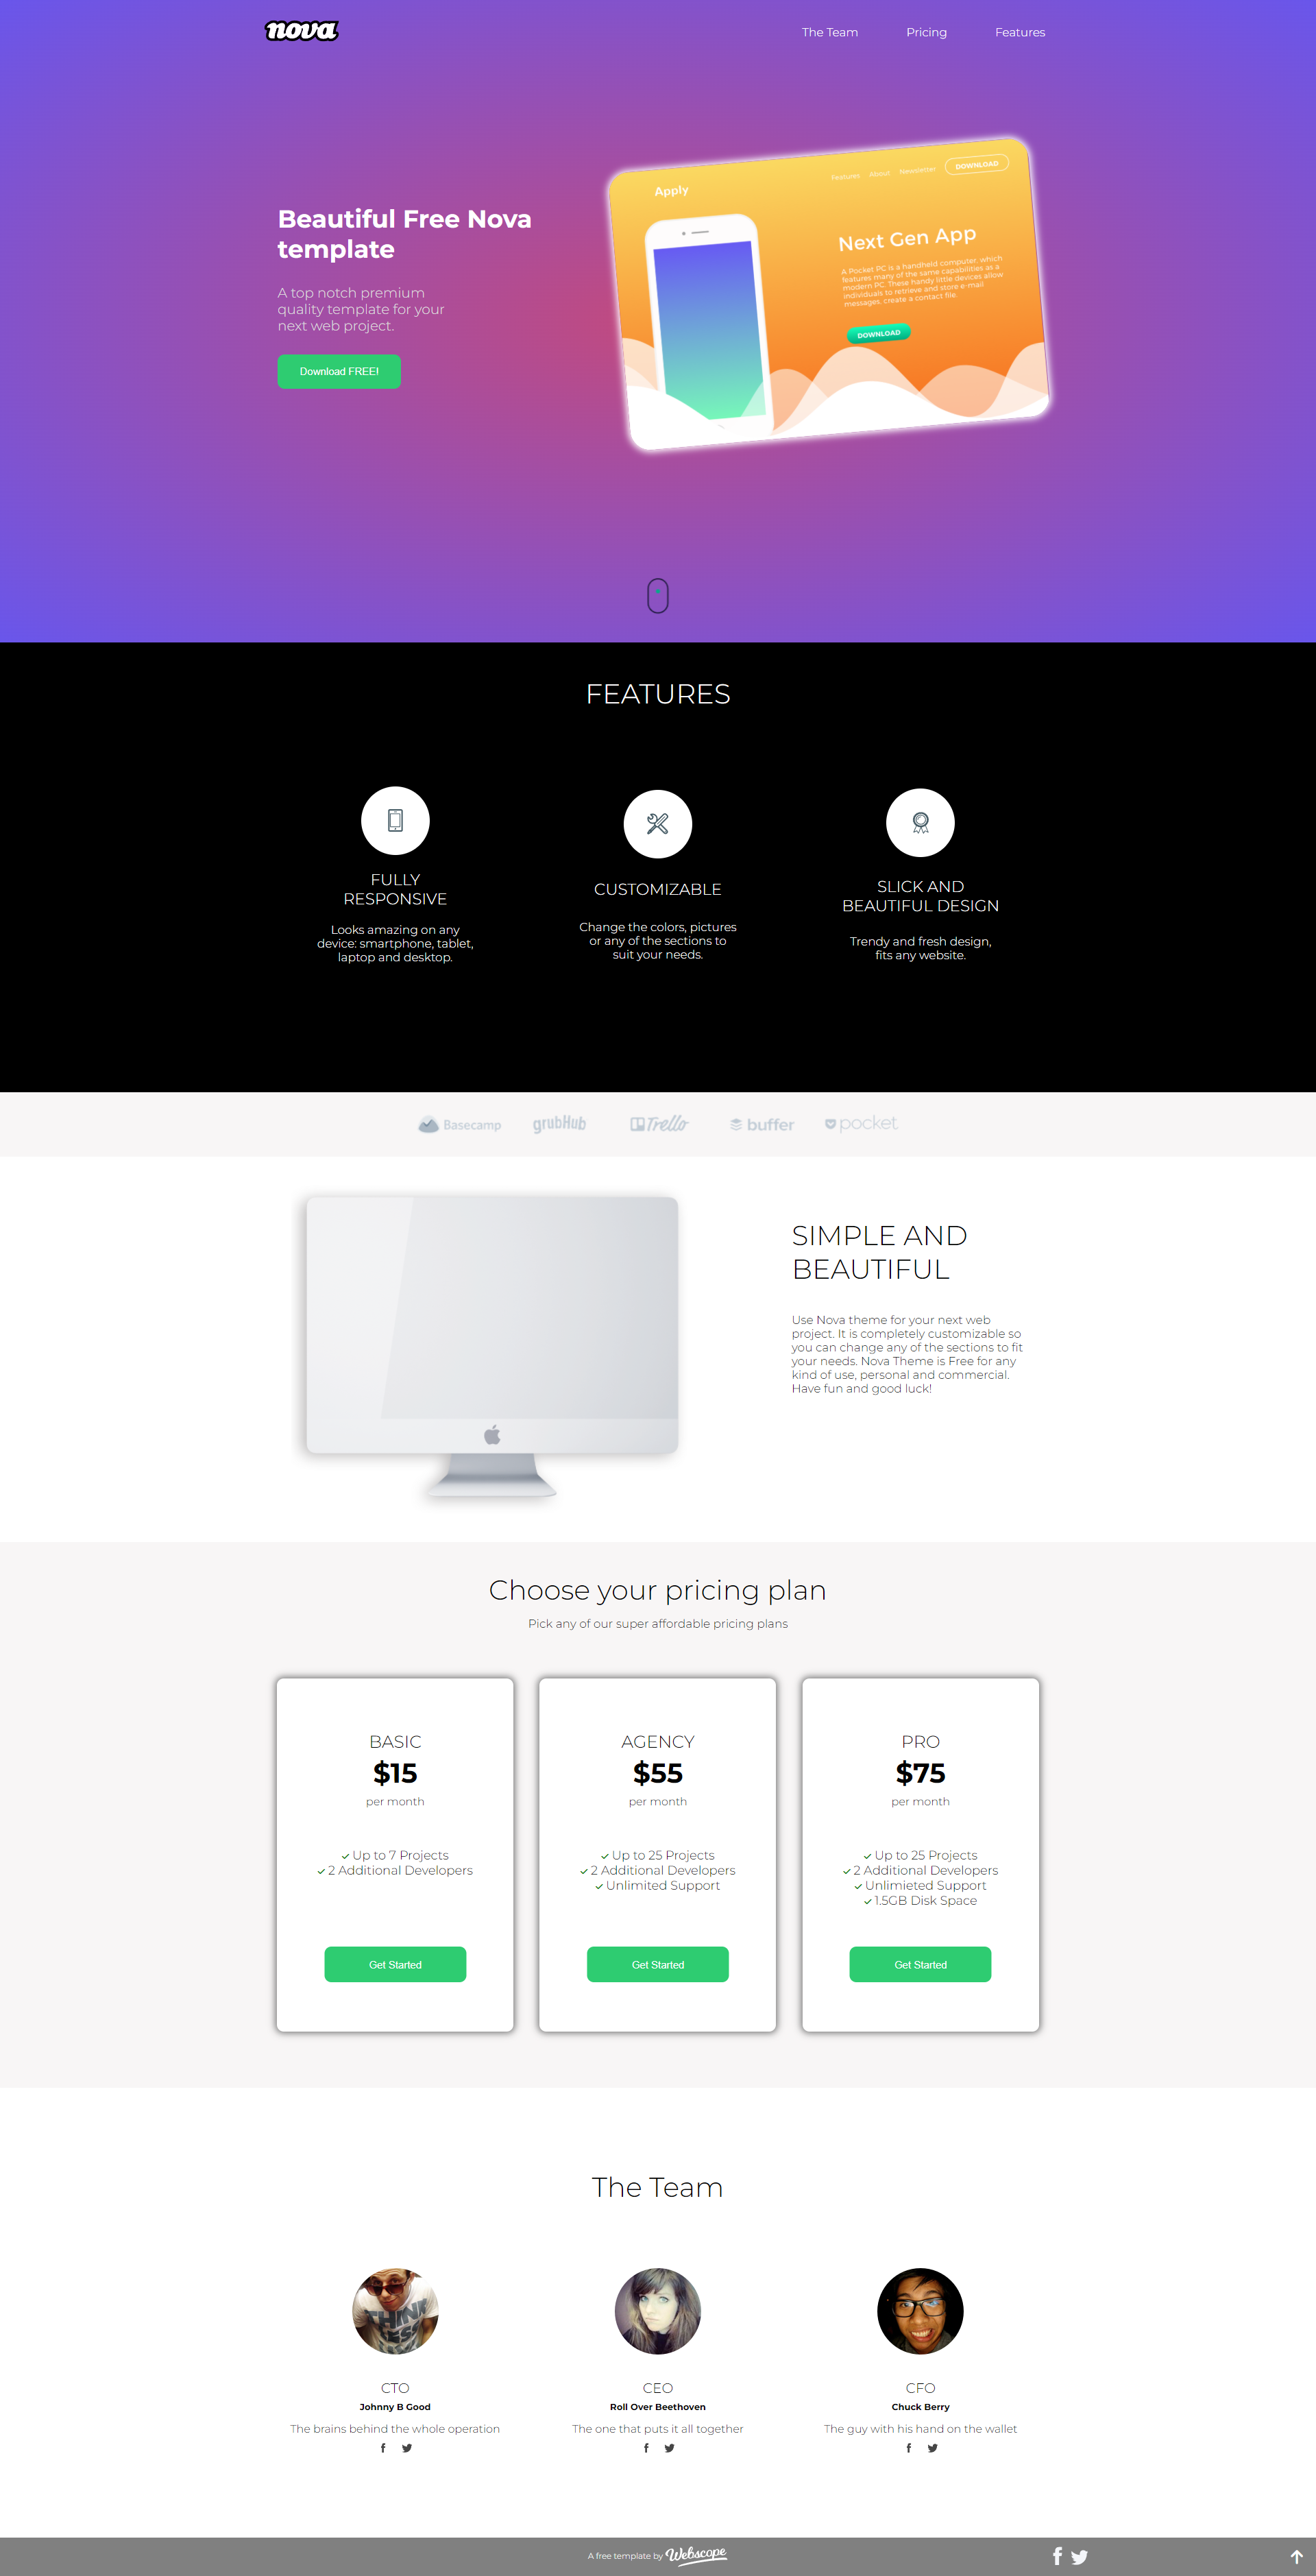 nova
The Team
Pricing
Features
Beautiful Free Nova
template
A top notch premium
quality template for your
next web project.
Download FREE!
Apply
Features
About
Newsletter
DOWNLOAD
Next Gen App
A Pocket PC is a handheld computer, which
features many of the same capabilities as a
modern PC. These handy little devices allow
individuals to retrieve and store e-mail
messages, create a contact file.
DOWNLOAD
FEATURES
FULLY
RESPONSIVE
Looks amazing on any
device: smartphone, tablet,
laptop and desktop.
CUSTOMIZABLE
Change the colors, pictures
or any of the sections to
suit your needs.
SLICK AND
BEAUTIFUL DESIGN
Trendy and fresh design,
fits any website.
Basecamp
grubHub
Trello
buffer
pocket
SIMPLE AND
BEAUTIFUL
Use Nova theme for your next web
project. It is completely customizable so
you can change any of the sections to fit
your needs. Nova Theme is Free for any
kind of use, personal and commercial.
Have fun and good luck!
Choose your pricing plan
Pick any of our super affordable pricing plans
BASIC
$15
per month
Up to 7 Projects
2 Additional Developers
Get Started
AGENCY
$55
per month
Up to 25 Projects
2 Additional Developers
Unlimited Support
Get Started
PRO
$75
per month
Up to 25 Projects
2 Additional Developers
Unlimieted Support
1.5GB Disk Space
Get Started
The Team
THINK
LESS
CTO
Johnny B Good
The brains behind the whole operation
CEO
Roll Over Beethoven
The one that puts it all together
CFO
Chuck Berry
The guy with his hand on the wallet
A free template by Webscope